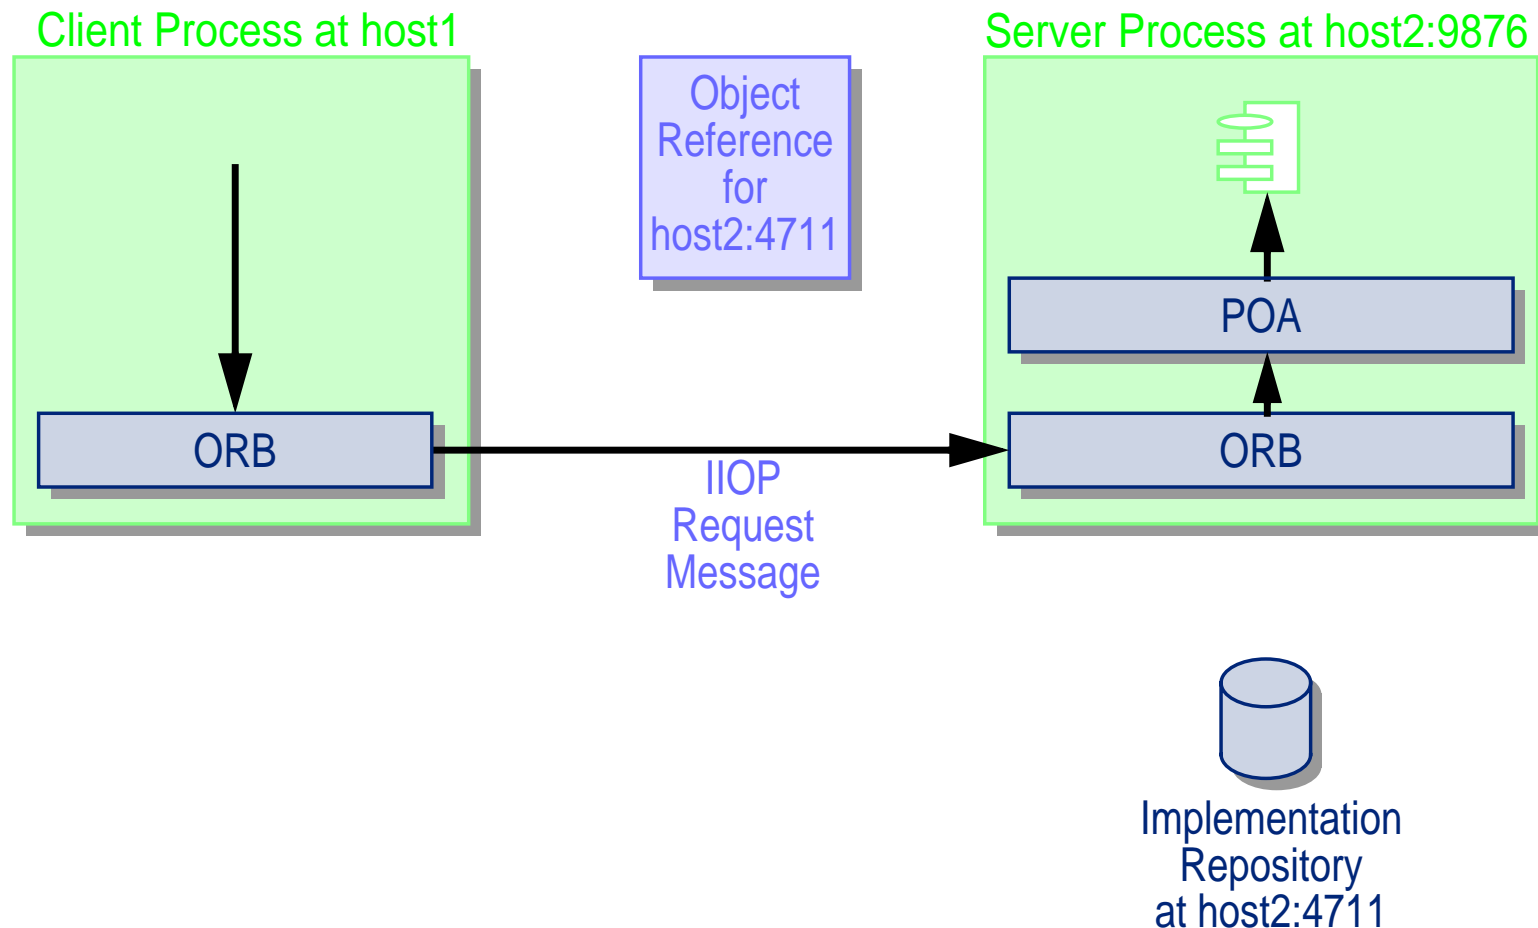 Client Process at host1
Server Process at host2:9876
Object
Reference
for
host2:4711
POA
ORB
ORB
IIOP
Request
Message
Implementation
Repository
at host2:4711